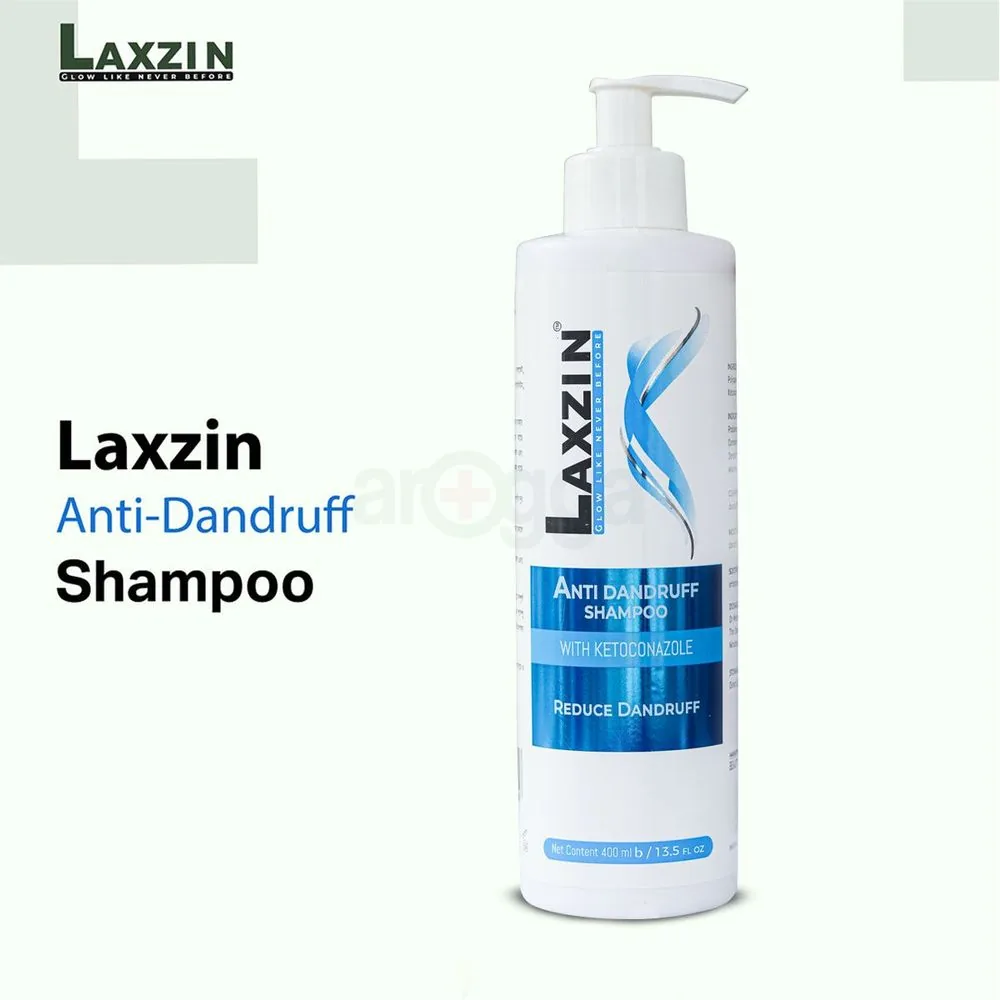 LAXZIN
GLOW LIKE NEVER BEFORE
Laxzin
Anti-Dandruff
Shampoo
arogga
LAXZIN
GLOW LIKE NEVER BEFORE
ANTI DANDRUFF
SHAMPOO
WITH KETOCONAZOLE
REDUCE DANDRUFF
Net Content 400 ml b / 13.5 FL OZ